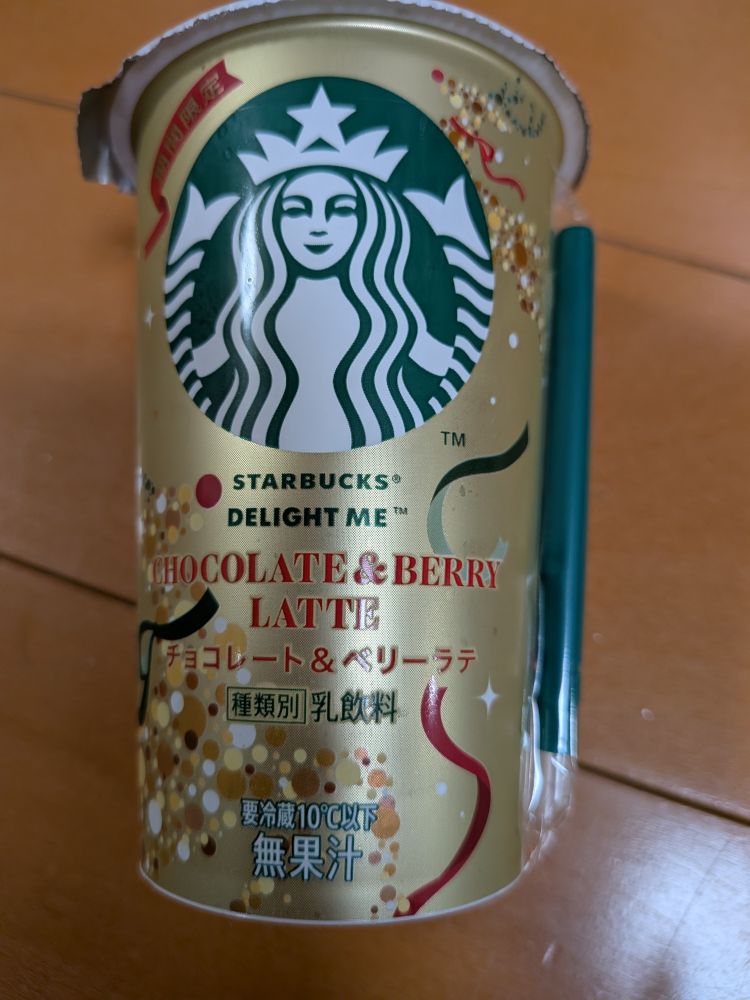 期間限定
TM
STARBUCKS®
DELIGHT ME™
CHOCOLATE & BERRY
LATTE
チョコレート&ベリーラテ
種類別 乳飲料
要冷蔵10℃以下
無果汁